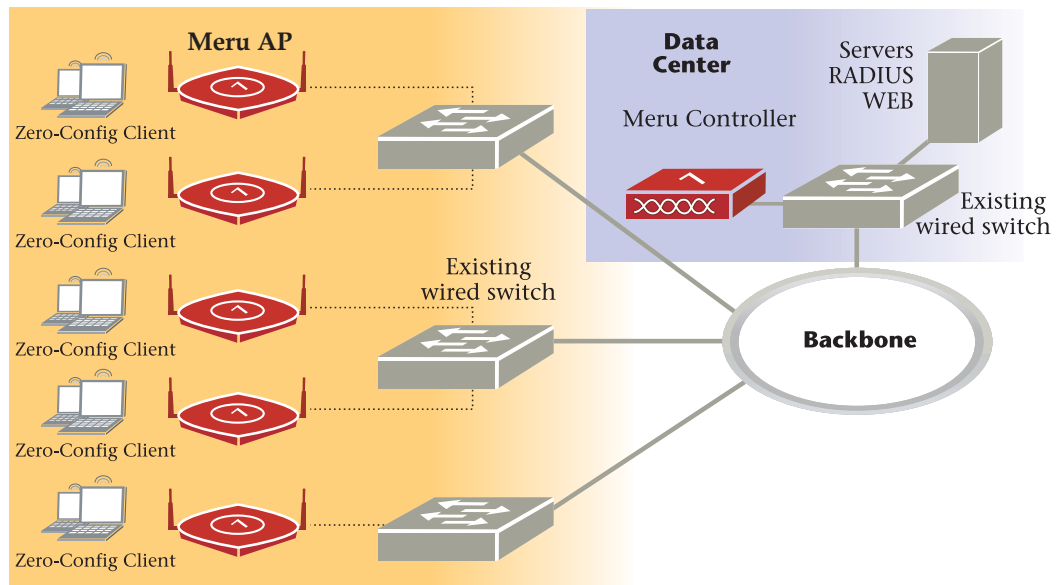 Meru AP
Zero-Config Client
Zero-Config Client
Existing
wired switch
Zero-Config Client
Zero-Config Client
Zero-Config Client
Data
Center
Servers
RADIUS
WEB
Meru Controller
Existing
wired switch
Backbone